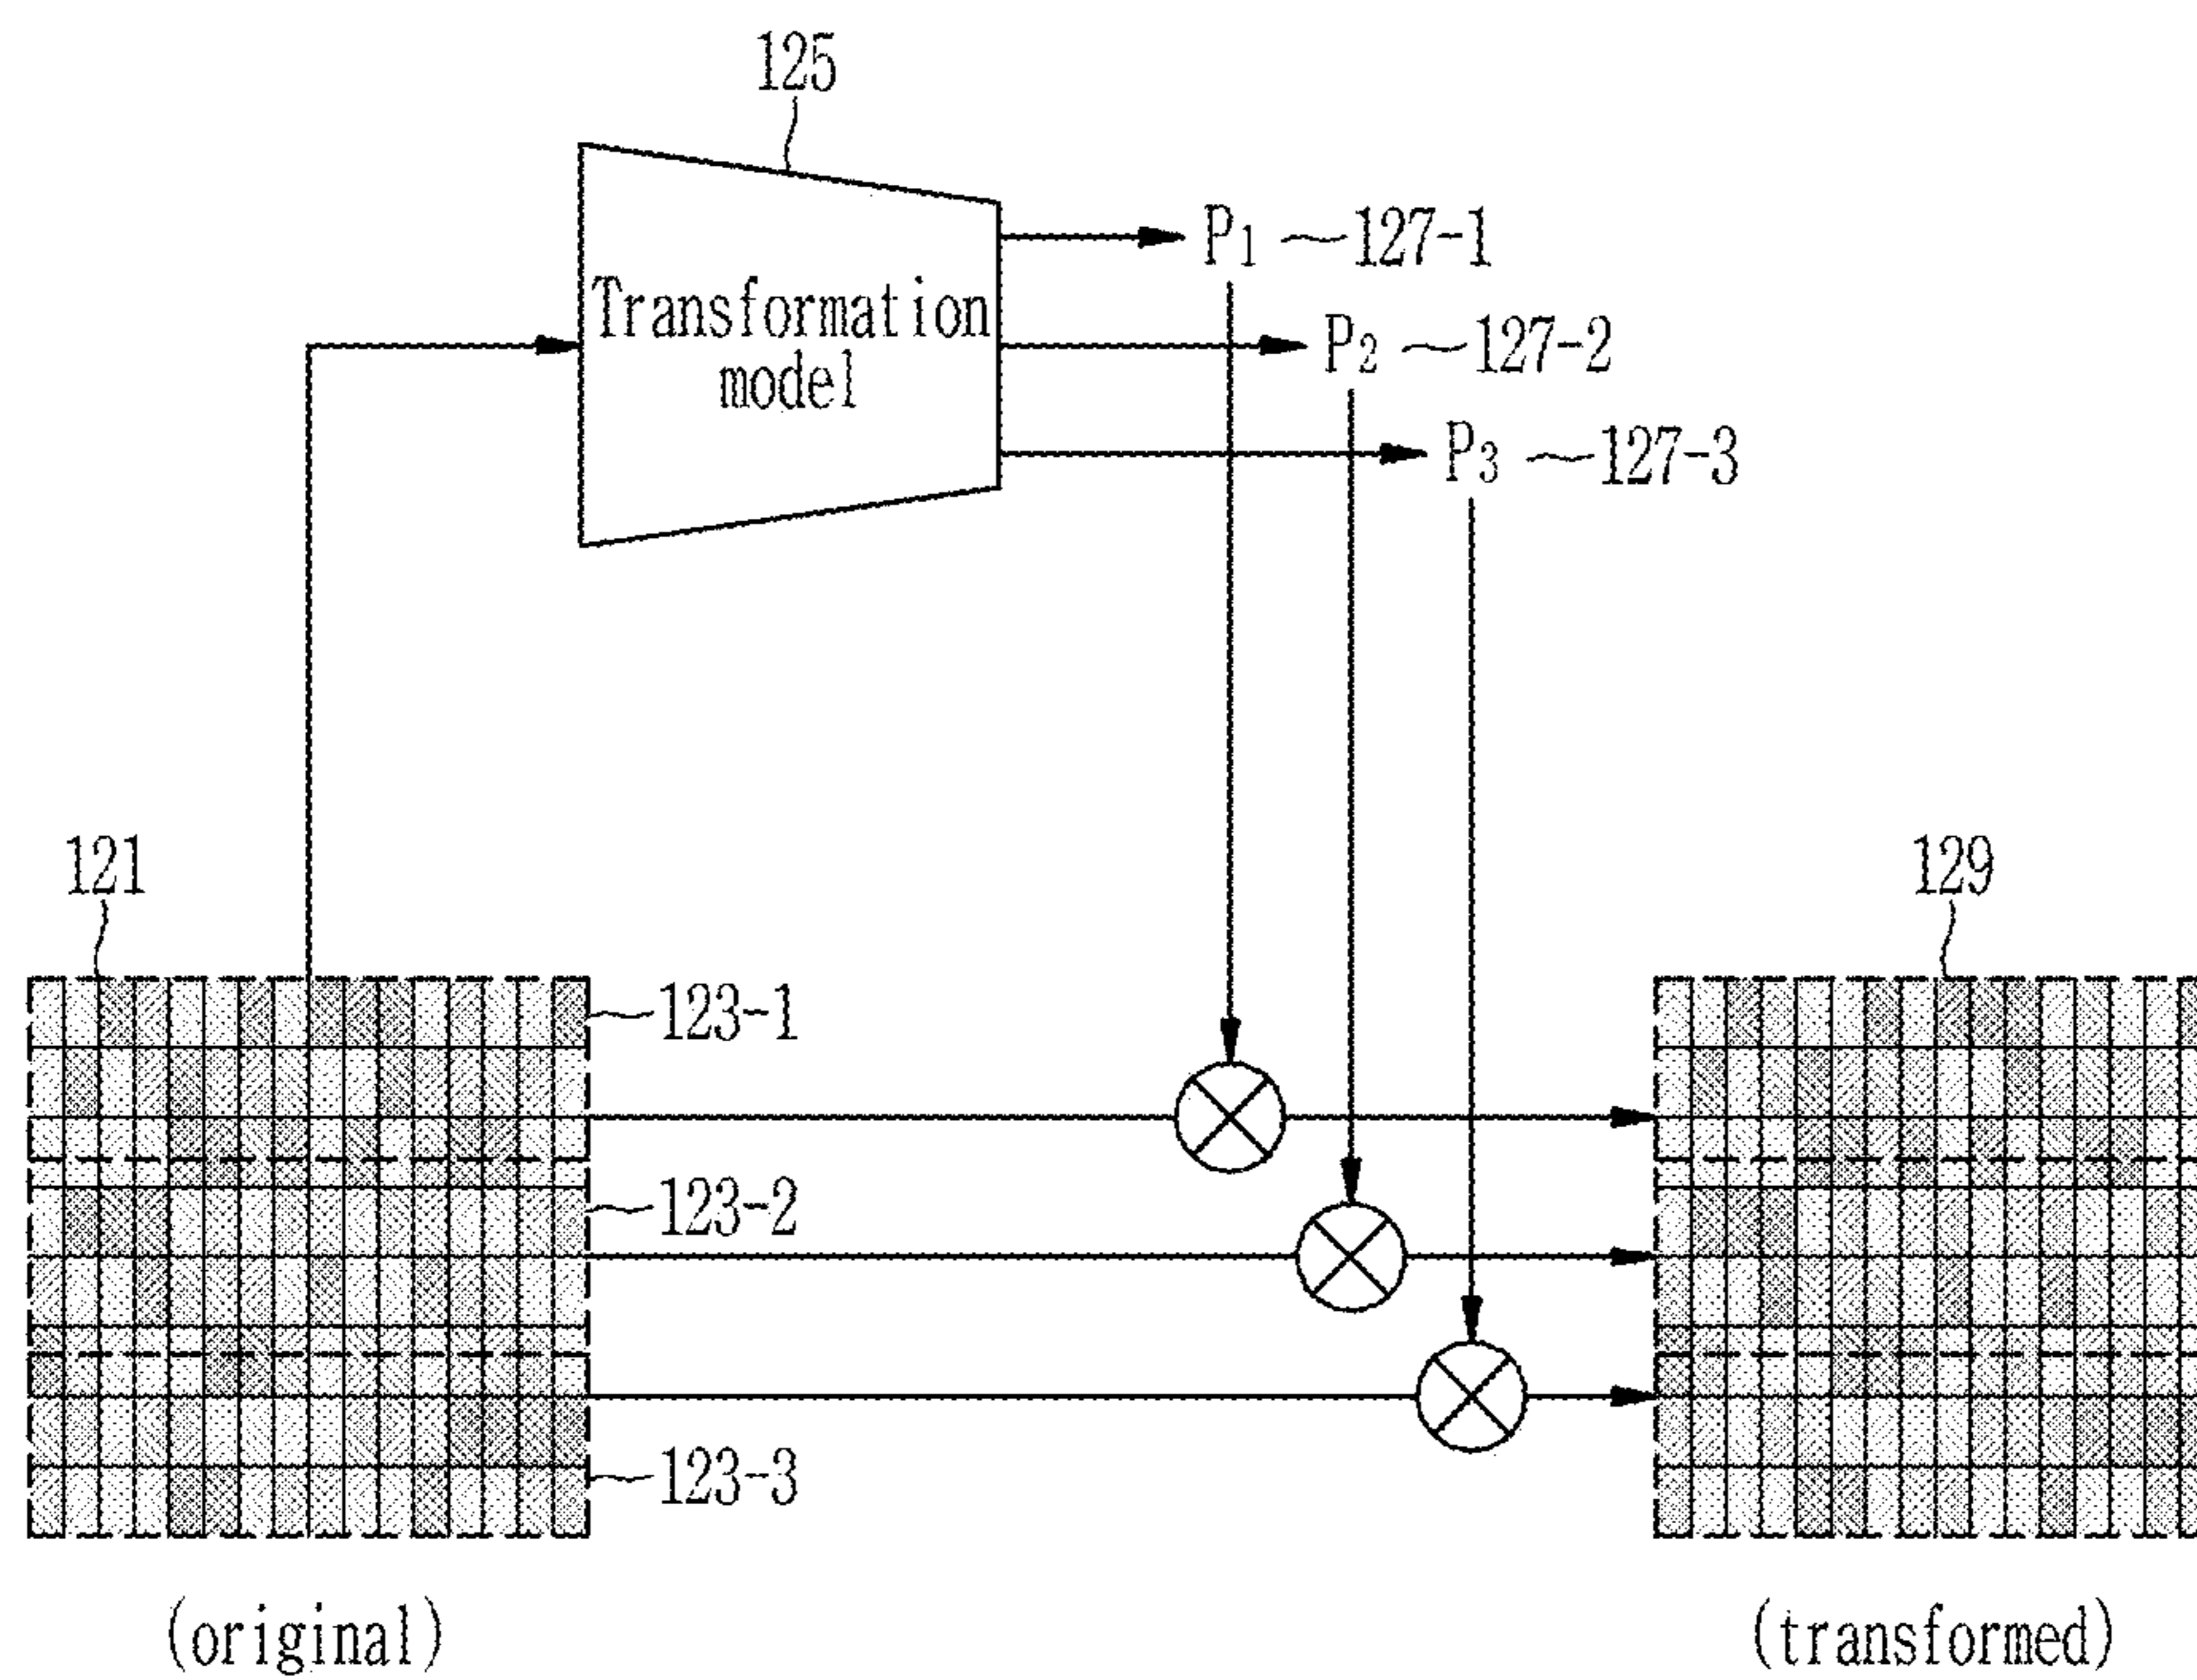 125
P1 127-1
Transformation
model
P2 127-2
P3 127-3
121
129
123-1
123-2
123-3
(original)
(transformed)